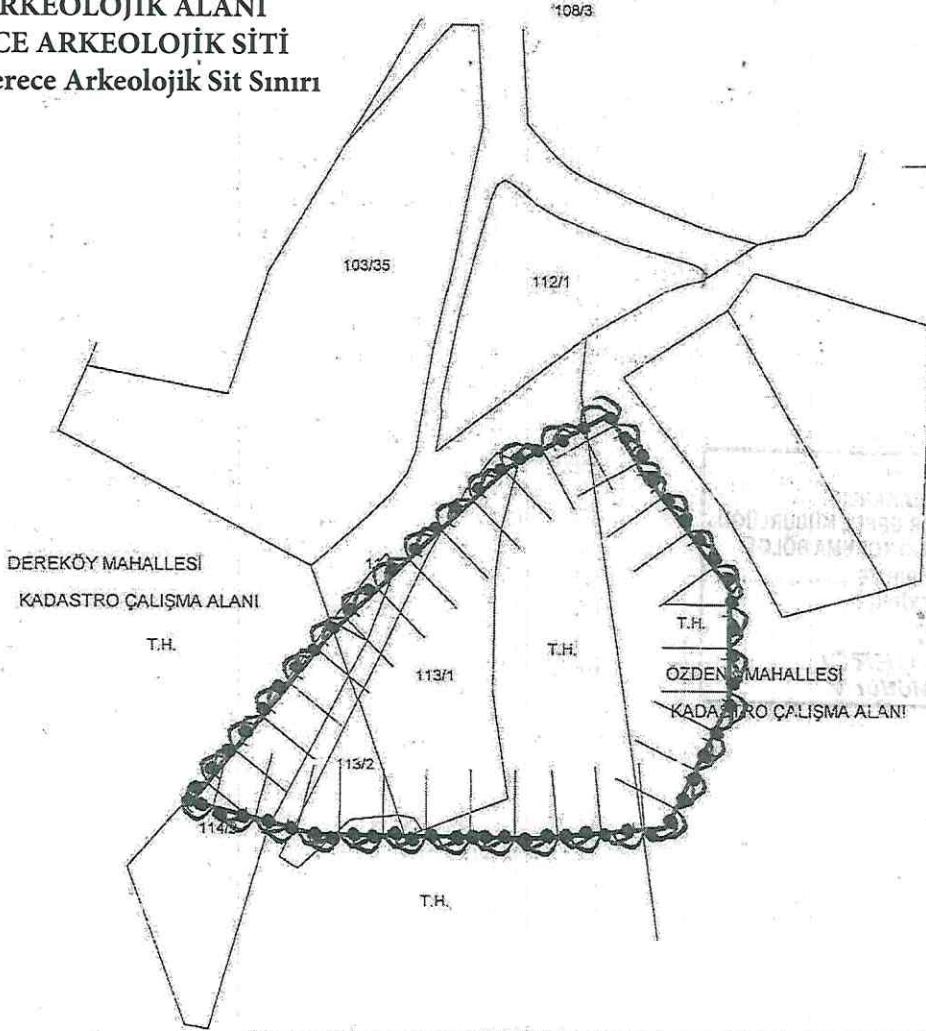 ARKEOLOJİK ALANI
CE ARKEOLOJİK SİTİ
erece Arkeolojik Sit Sınırı
108/3
103/35
112/1
DEREKÖY MAHALLESİ
KADASTRO ÇALIŞMA ALANI
T.H.
113/1
T.H.
T.H.
ÖZDEN MAHALLESİ
KADASTRO ÇALIŞMA ALANI
113/2
T.H.